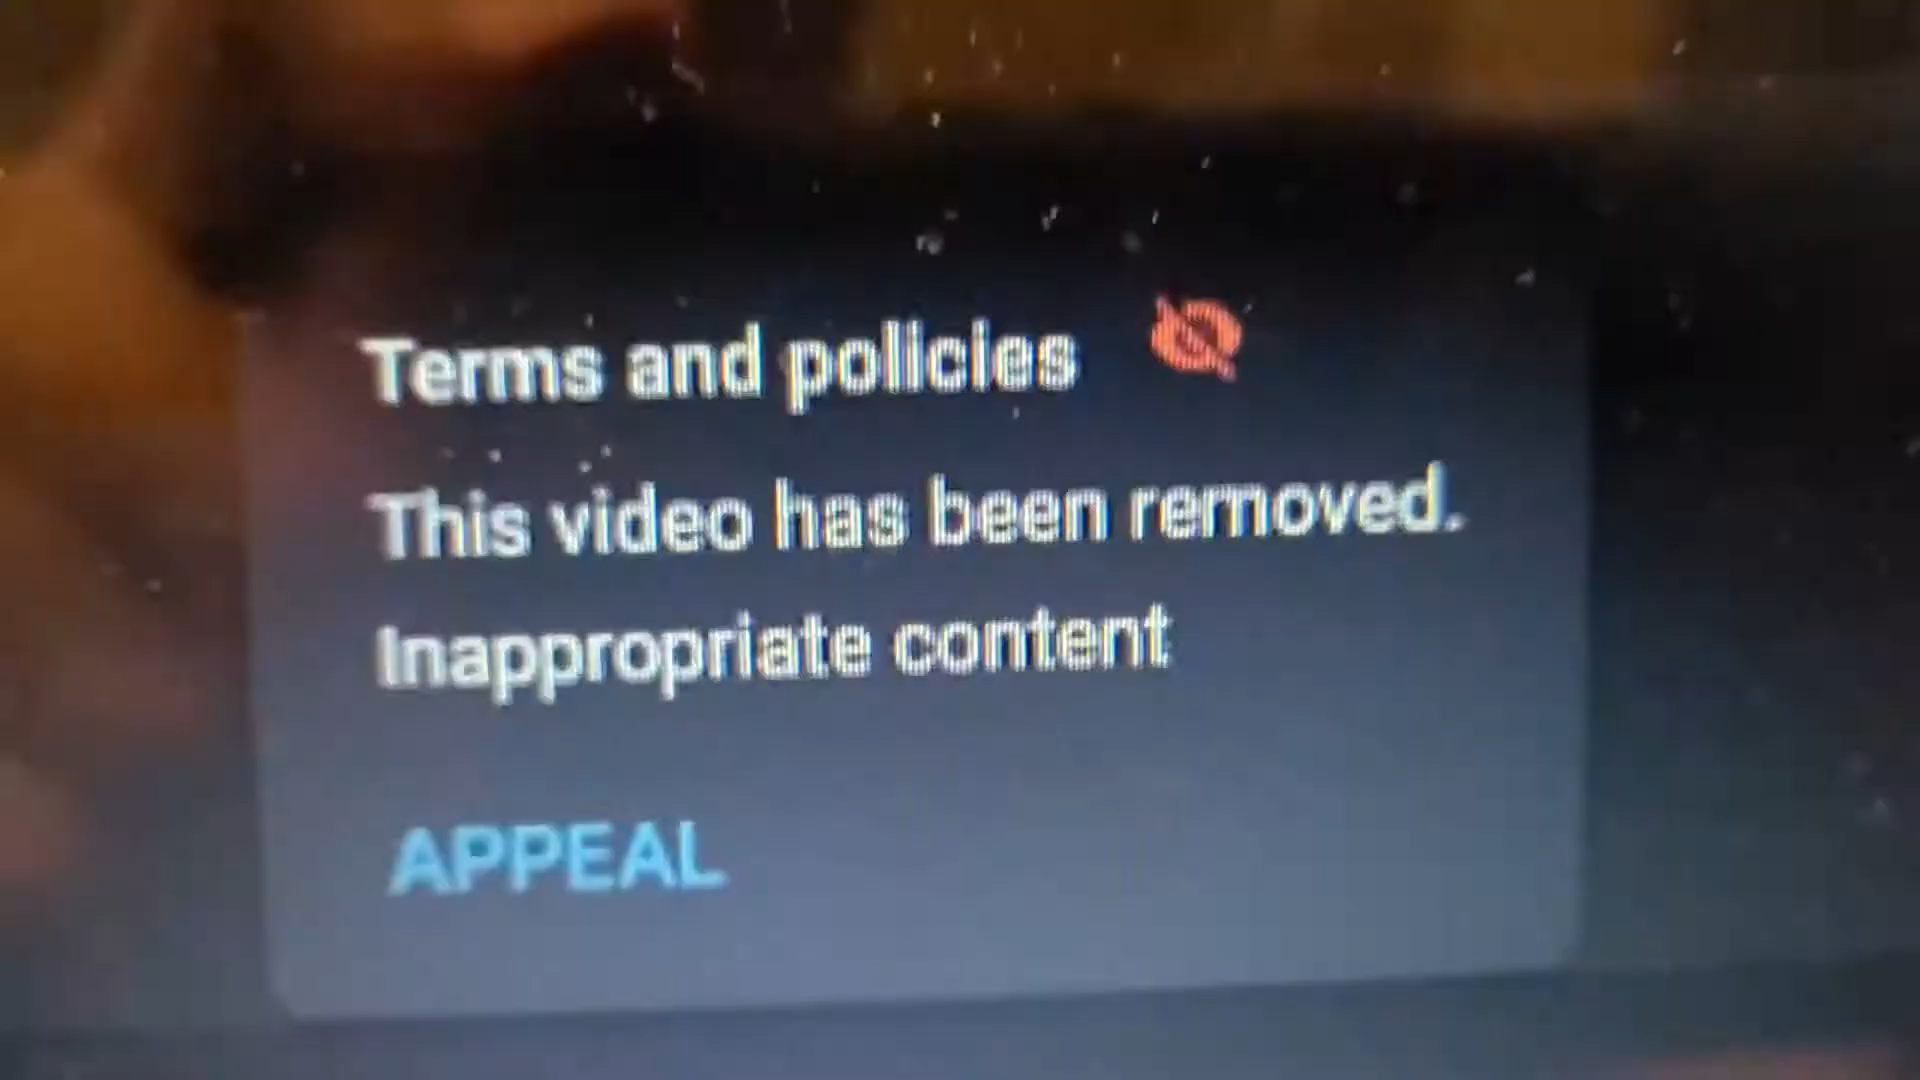 Terms and policies
This video has been removed.
Inappropriate content
APPEAL